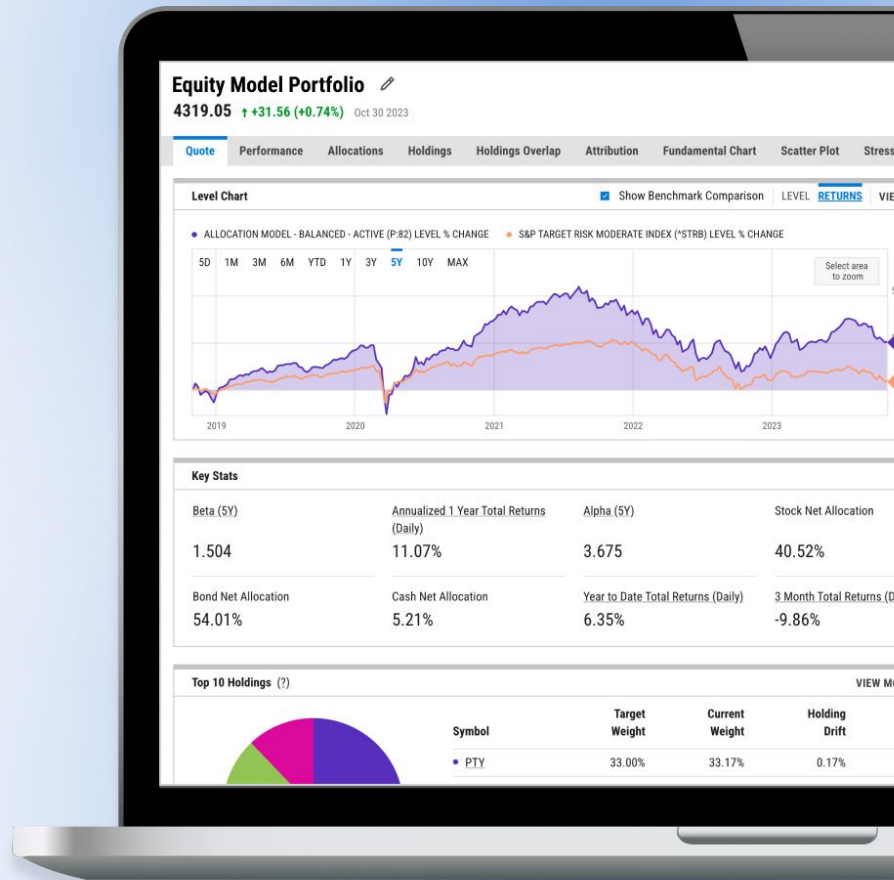 Equity Model Portfolio
4319.05 ↑ +31.56 (+0.74%) Oct 30 2023
Quote Performance Allocations Holdings Holdings Overlap Attribution Fundamental Chart Scatter Plot Stress
Level Chart Show Benchmark Comparison LEVEL RETURNS
• ALLOCATION MODEL - BALANCED - ACTIVE (P:82) LEVEL % CHANGE • S&P TARGET RISK MODERATE INDEX (^STRB) LEVEL % CHANGE
5D 1M 3M 6M YTD 1Y 3Y 5Y 10Y MAX
Select area
to zoom
2019 2020 2021 2022 2023
Key Stats
Beta (5Y) Annualized 1 Year Total Returns Alpha (5Y) Stock Net Allocation
(Daily)
1.504 11.07% 3.675 40.52%
Bond Net Allocation Cash Net Allocation Year to Date Total Returns (Daily) 3 Month Total Returns (D
54.01% 5.21% 6.35% -9.86%
Top 10 Holdings (?) VIEW M
Target Current Holding
Symbol Weight Weight Drift
• PTY 33.00% 33.17% 0.17%